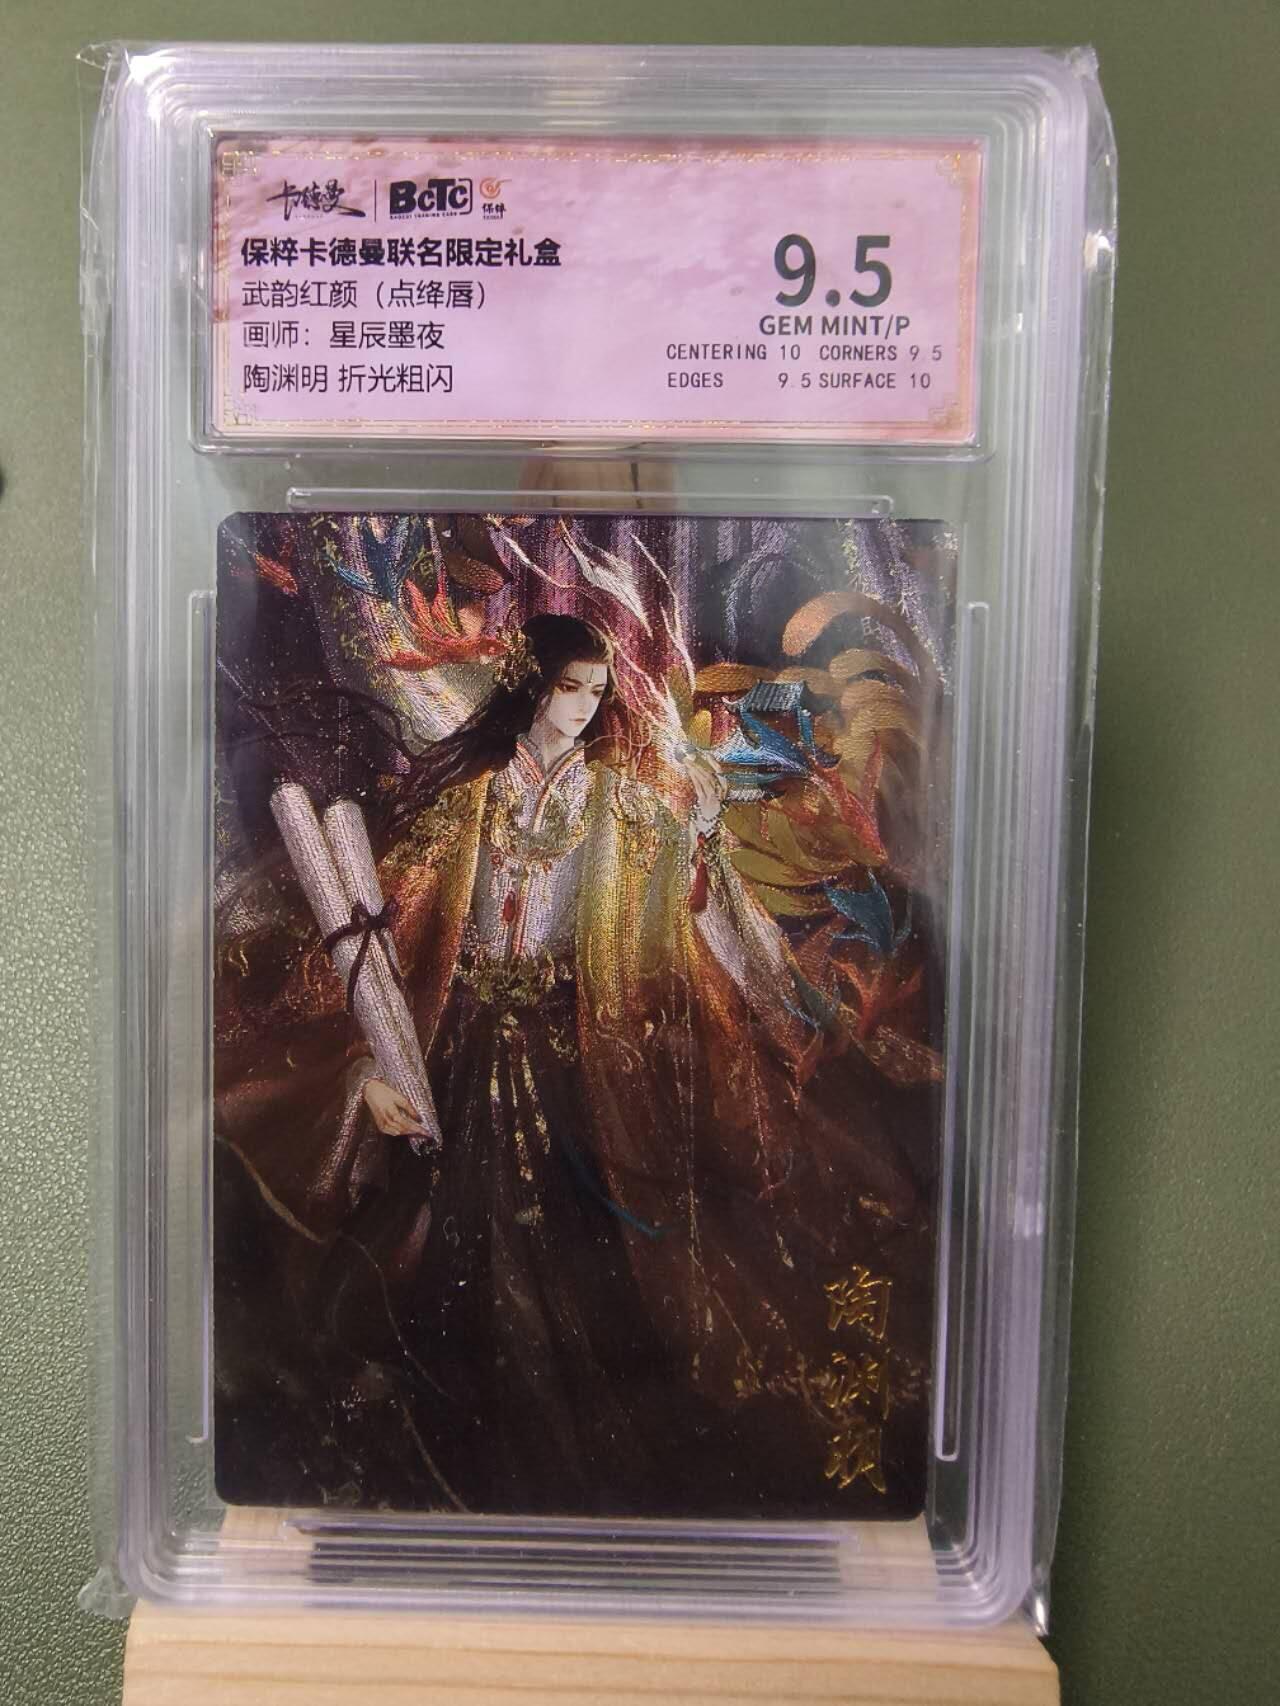 卡德曼 BCTC 保粹
保粹卡德曼联名限定礼盒
武韵红颜（点绛唇）
画师：星辰墨夜
陶渊明 折光粗闪
9.5
GEM MINT/P
CENTERING 10 CORNERS 9.5
EDGES 9.5 SURFACE 10
陶渊明